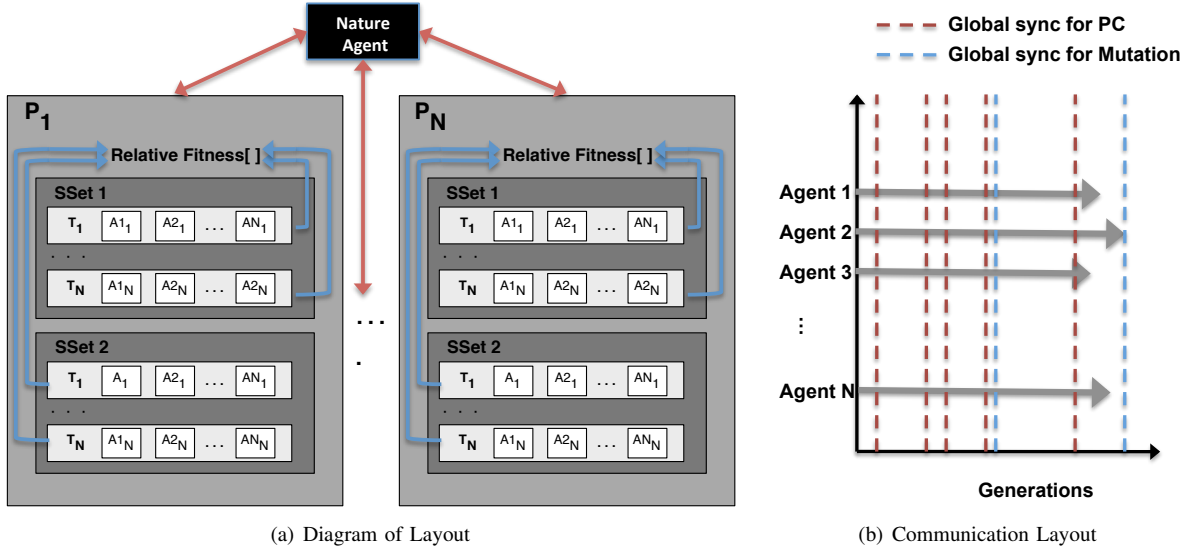 Nature
Agent
P1
Relative Fitness[ ]
SSet 1
T1 A11 A21 ... AN1
. . .
TN A1N A2N ... A2N
SSet 2
T1 A1 A21 ... AN1
. . .
TN A1N A2N ... ANN
...
.
PN
Relative Fitness[ ]
SSet 1
T1 A11 A21 ... AN1
. . .
TN A1N A2N ... A2N
SSet 2
T1 A1 A21 ... AN1
. . .
TN A1N A2N ... ANN
(a) Diagram of Layout
Global sync for PC
Global sync for Mutation
Agent 1
Agent 2
Agent 3
...
Agent N
Generations
(b) Communication Layout